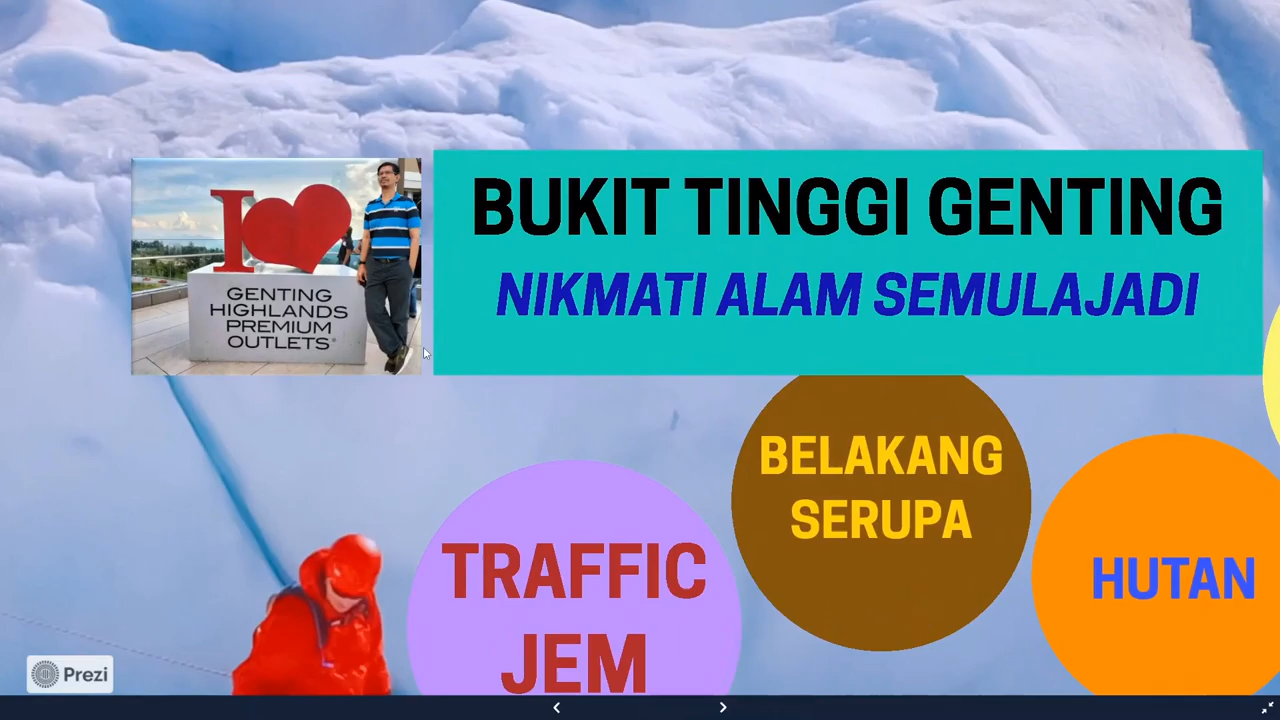 I
GENTING
HIGHLANDS
PREMIUM
OUTLETS
BUKIT TINGGI GENTING
NIKMATI ALAM SEMULAJADI
BELAKANG
SERUPA
TRAFFIC
JEM
HUTAN
Prezi